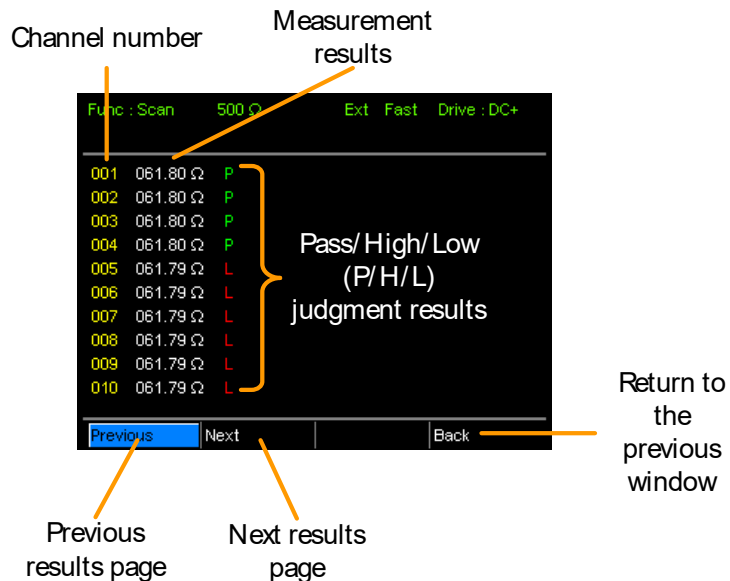 Channel number
Measurement
results
Func : Scan 500 Ω Ext Fast Drive : DC+
001 061.80 Ω P
002 061.80 Ω P
003 061.80 Ω P
004 061.80 Ω P
005 061.79 Ω L
006 061.79 Ω L
007 061.79 Ω L
008 061.79 Ω L
009 061.79 Ω L
010 061.79 Ω L
Pass/High/Low
(P/H/L)
judgment results
Previous Next Back
Return to
the
previous
window
Previous
results page
Next results
page